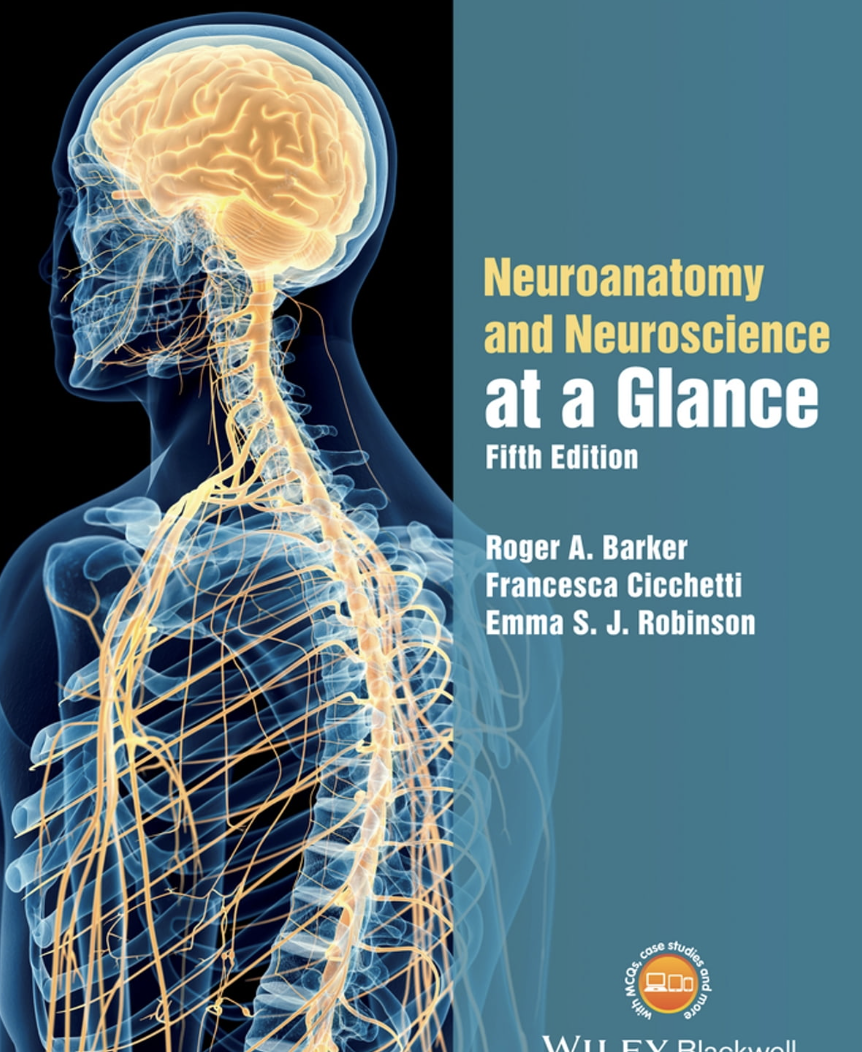 Neuroanatomy
and Neuroscience
at a Glance
Fifth Edition
Roger A. Barker
Francesca Cicchetti
Emma S. J. Robinson
with MCQs, case studies and more
WILEY Blackwell